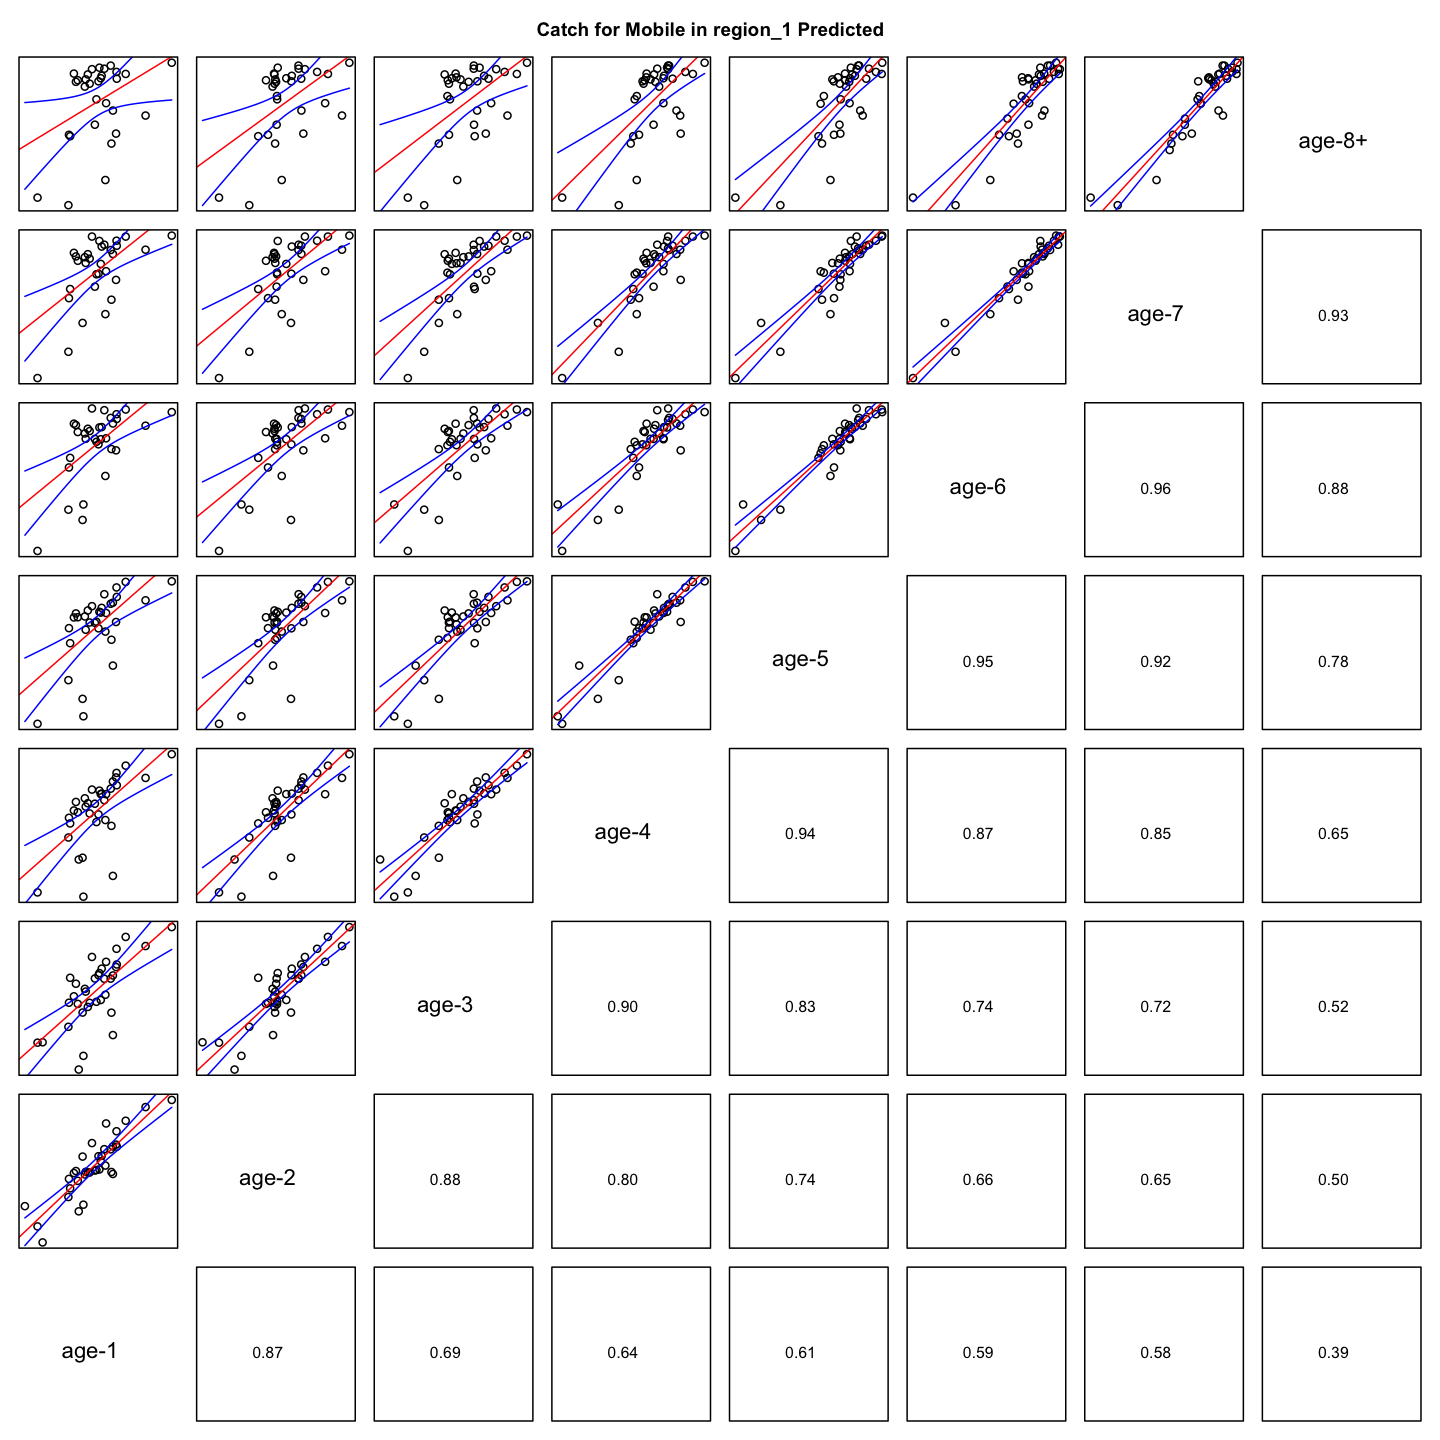 Catch for Mobile in region_1 Predicted
age-8+
age-7 0.93
age-6 0.96 0.88
age-5 0.95 0.92 0.78
age-4 0.94 0.87 0.85 0.65
age-3 0.90 0.83 0.74 0.72 0.52
age-2 0.88 0.80 0.74 0.66 0.65 0.50
age-1 0.87 0.69 0.64 0.61 0.59 0.58 0.39